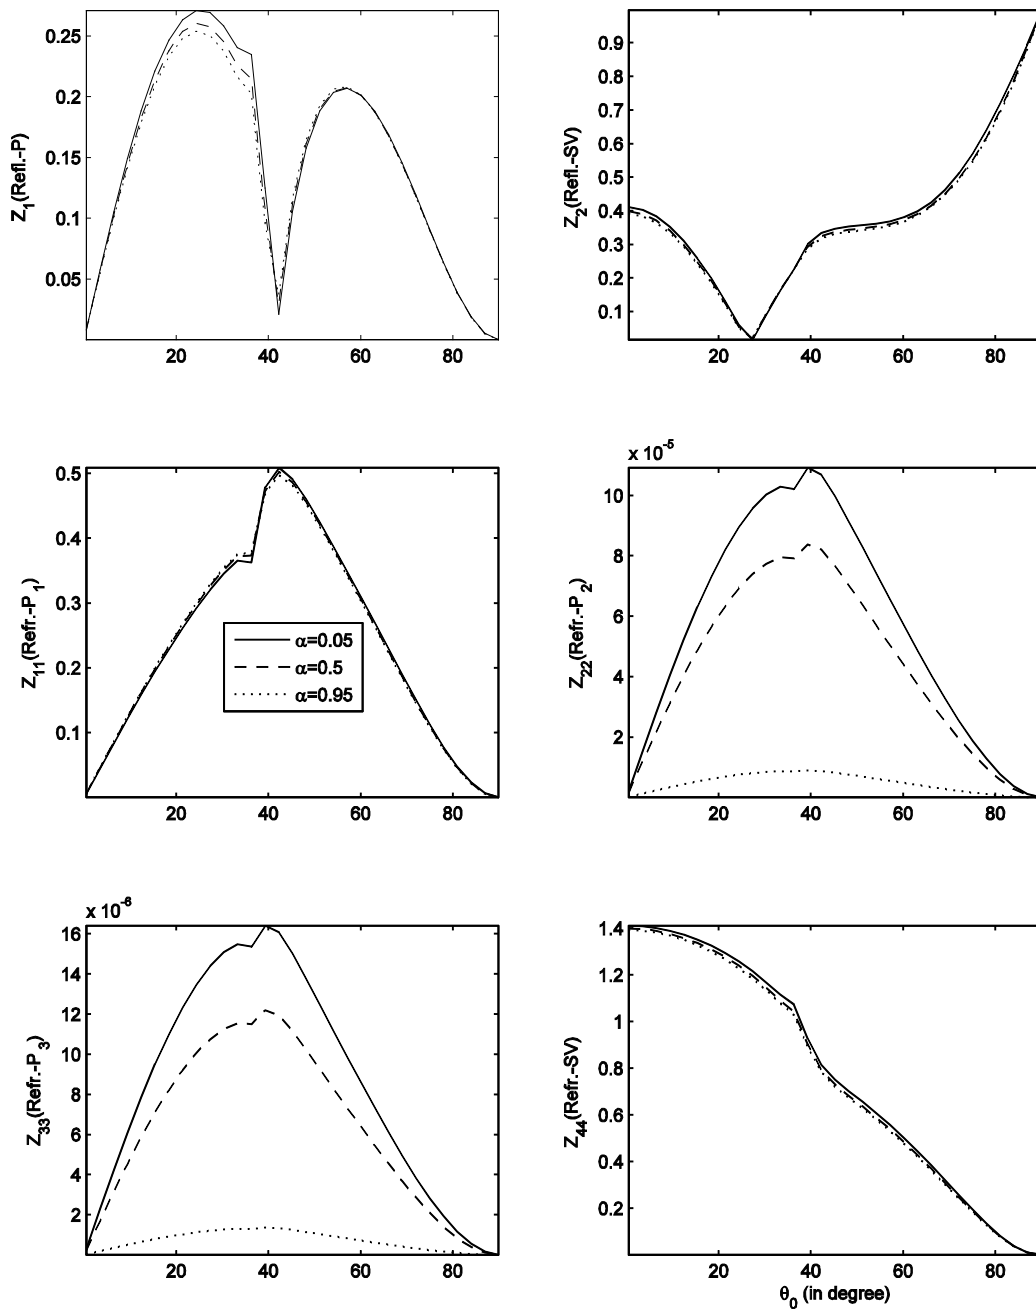 Z1(Refl.-P)
0.25
0.2
0.15
0.1
0.05
20 40 60 80
Z2(Refl.-SV)
0.9
0.8
0.7
0.6
0.5
0.4
0.3
0.2
0.1
20 40 60 80
Z11(Refr.-P1)
0.5
0.4
0.3
0.2
0.1
α=0.05
α=0.5
α=0.95
20 40 60 80
x 10-5
Z22(Refr.-P2)
10
8
6
4
2
20 40 60 80
x 10-6
Z33(Refr.-P3)
16
14
12
10
8
6
4
2
20 40 60 80
Z44(Refr.-SV)
1.4
1.2
1
0.8
0.6
0.4
0.2
20 40 60 80
θ0 (in degree)